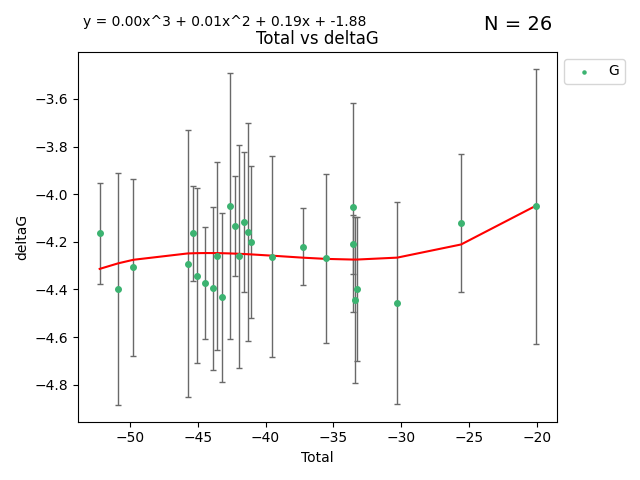 y = 0.00x^3 + 0.01x^2 + 0.19x + -1.88
N = 26
Total vs deltaG
G
−3.6
−3.8
−4.0
−4.2
−4.4
−4.6
−4.8
deltaG
−50 −45 −40 −35 −30 −25 −20
Total